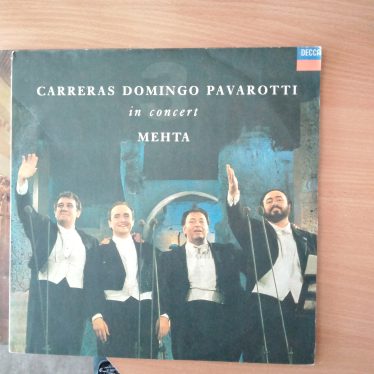 DECCA
CARRERAS DOMINGO PAVAROTTI
in concert
MEHTA